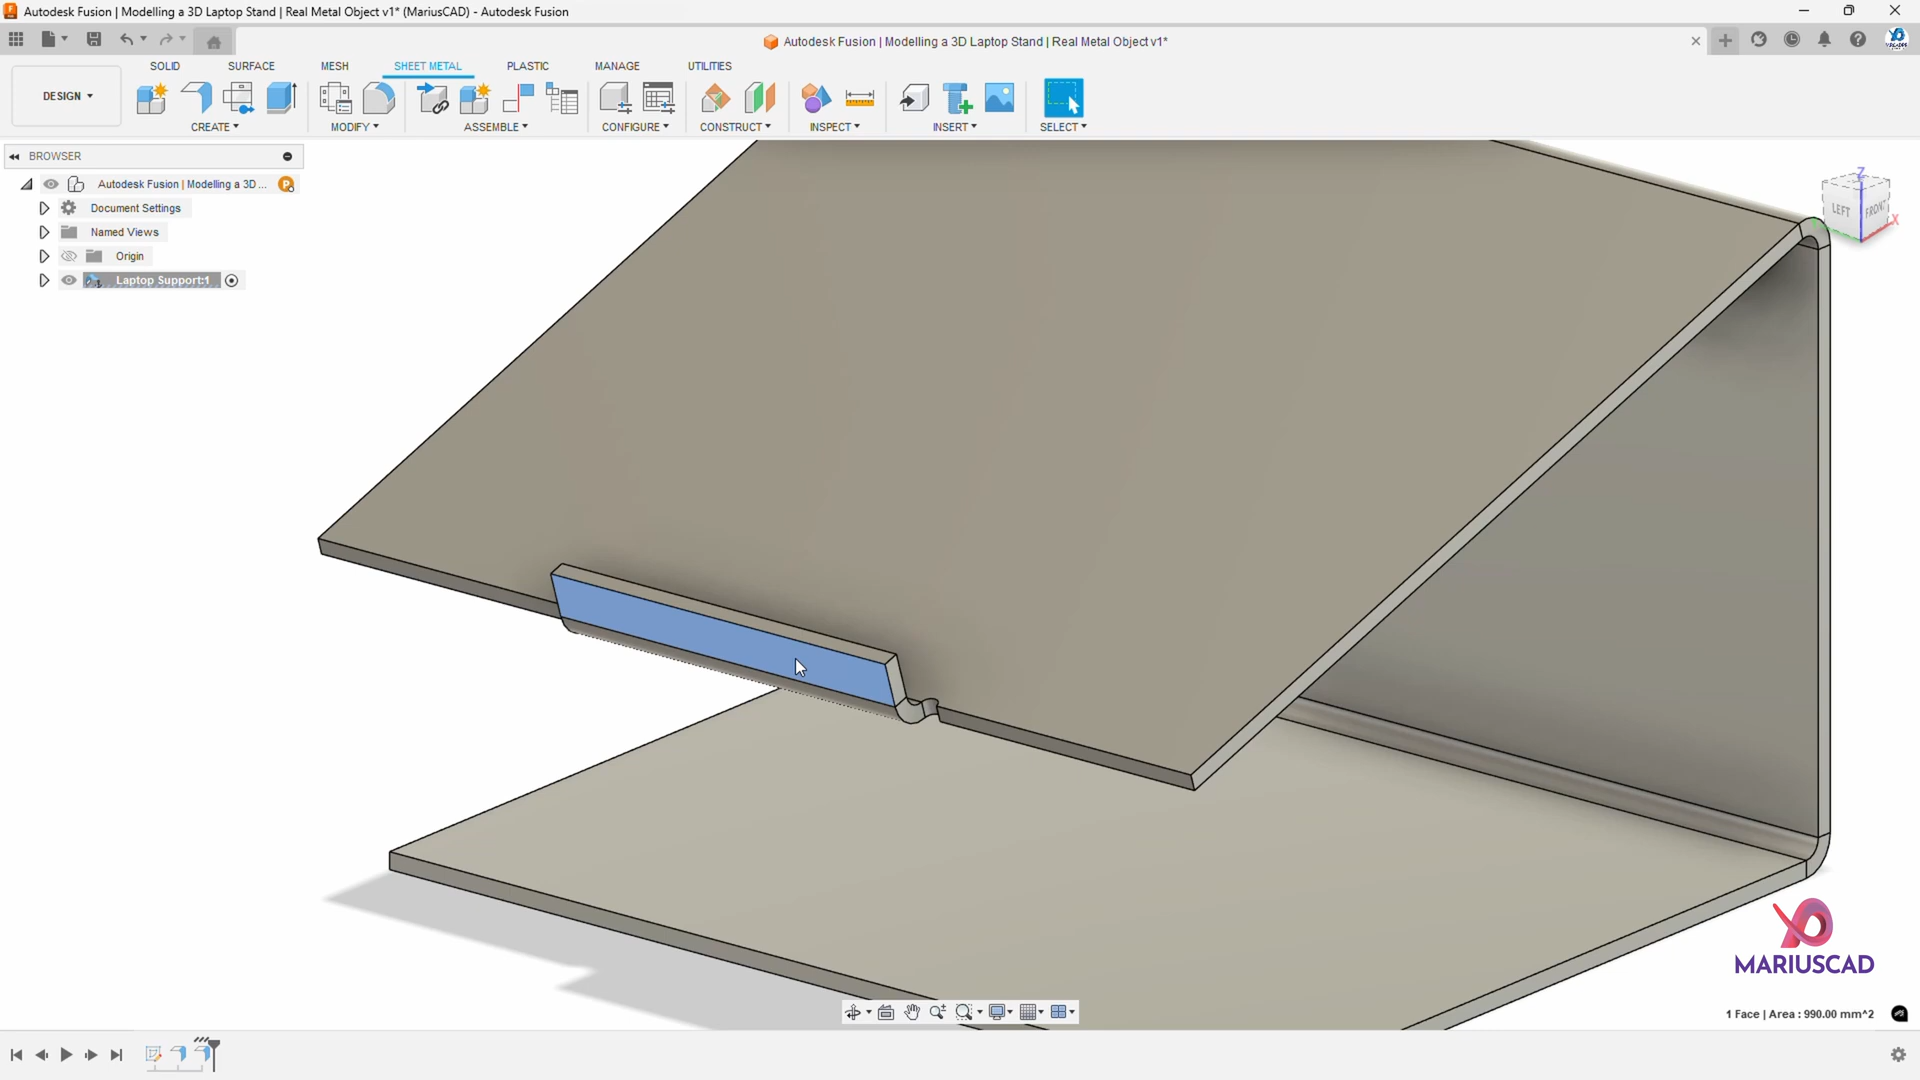 Autodesk Fusion | Modelling a 3D Laptop Stand | Real Metal Object v1* (MariusCAD) - Autodesk Fusion
Autodesk Fusion | Modelling a 3D Laptop Stand | Real Metal Object v1*
SOLID SURFACE MESH SHEET METAL PLASTIC MANAGE UTILITIES
DESIGN
CREATE MODIFY ASSEMBLE CONFIGURE CONSTRUCT INSPECT INSERT SELECT
BROWSER
Autodesk Fusion | Modelling a 3D ...
Document Settings
Named Views
Origin
Laptop Support:1
Z
LEFT FRONT
X
MARIUSCAD
1 Face | Area : 990.00 mm^2